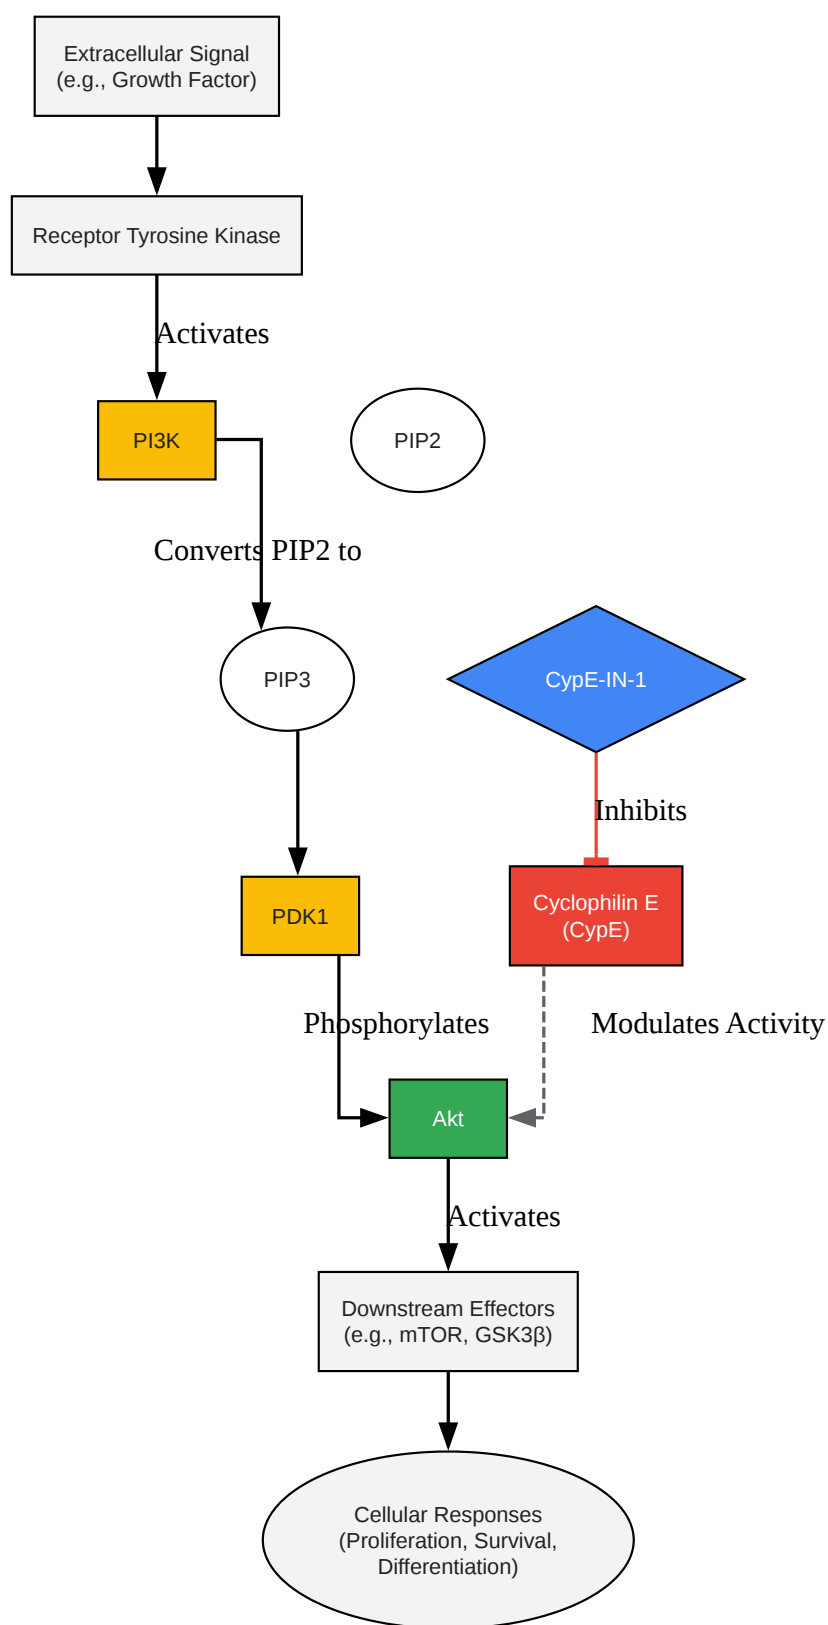 Extracellular Signal
(e.g., Growth Factor)
Receptor Tyrosine Kinase
Activates
PI3K
PIP2
Converts PIP2 to
PIP3
CypE-IN-1
Inhibits
PDK1
Cyclophilin E
(CypE)
Phosphorylates
Modulates Activity
Akt
Activates
Downstream Effectors
(e.g., mTOR, GSK3β)
Cellular Responses
(Proliferation, Survival,
Differentiation)